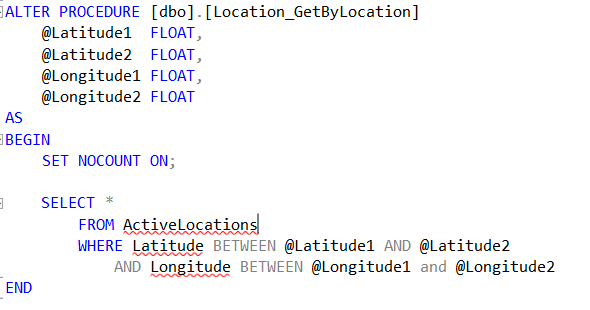 ALTER PROCEDURE [dbo].[Location_GetByLocation]
@Latitude1 FLOAT,
@Latitude2 FLOAT,
@Longitude1 FLOAT,
@Longitude2 FLOAT
AS
BEGIN
SET NOCOUNT ON;
SELECT *
FROM ActiveLocations
WHERE Latitude BETWEEN @Latitude1 AND @Latitude2
AND Longitude BETWEEN @Longitude1 and @Longitude2
END